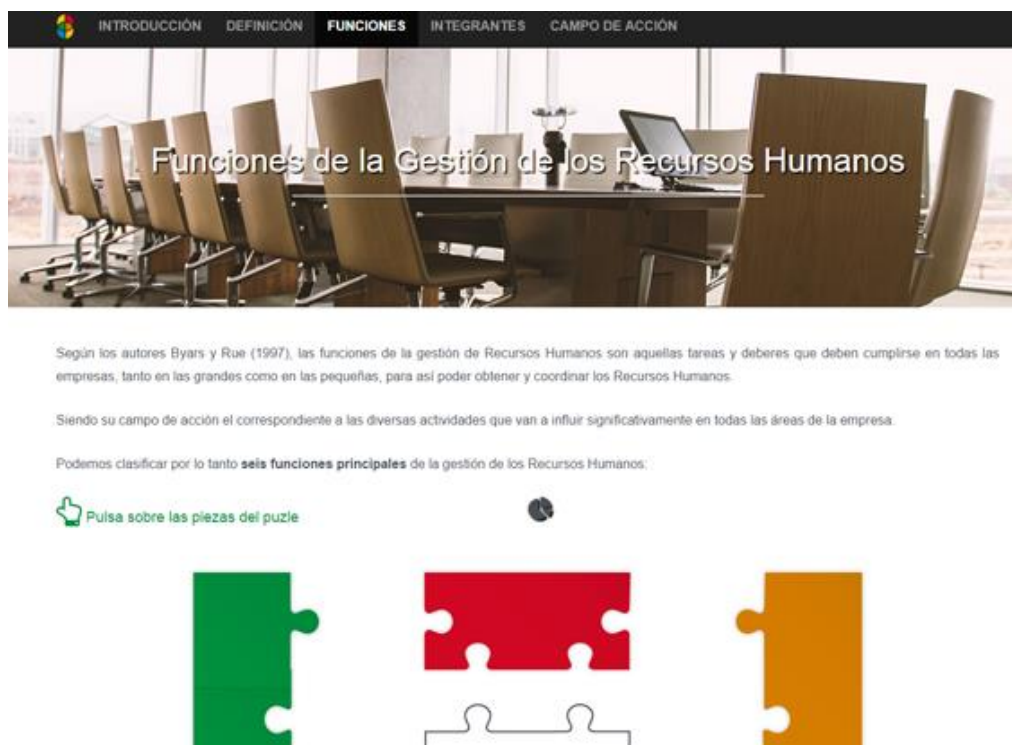 INTRODUCCIÓN DEFINICIÓN FUNCIONES INTEGRANTES CAMPO DE ACCIÓN
Funciones de la Gestión de los Recursos Humanos
Según los autores Byars y Rue (1997), las funciones de la gestión de Recursos Humanos son aquellas tareas y deberes que deben cumplirse en todas las
empresas, tanto en las grandes como en las pequeñas, para así poder obtener y coordinar los Recursos Humanos.
Siendo su campo de acción el correspondiente a las diversas actividades que van a influir significativamente en todas las áreas de la empresa.
Podemos clasificar por lo tanto seis funciones principales de la gestión de los Recursos Humanos:
Pulsa sobre las piezas del puzle